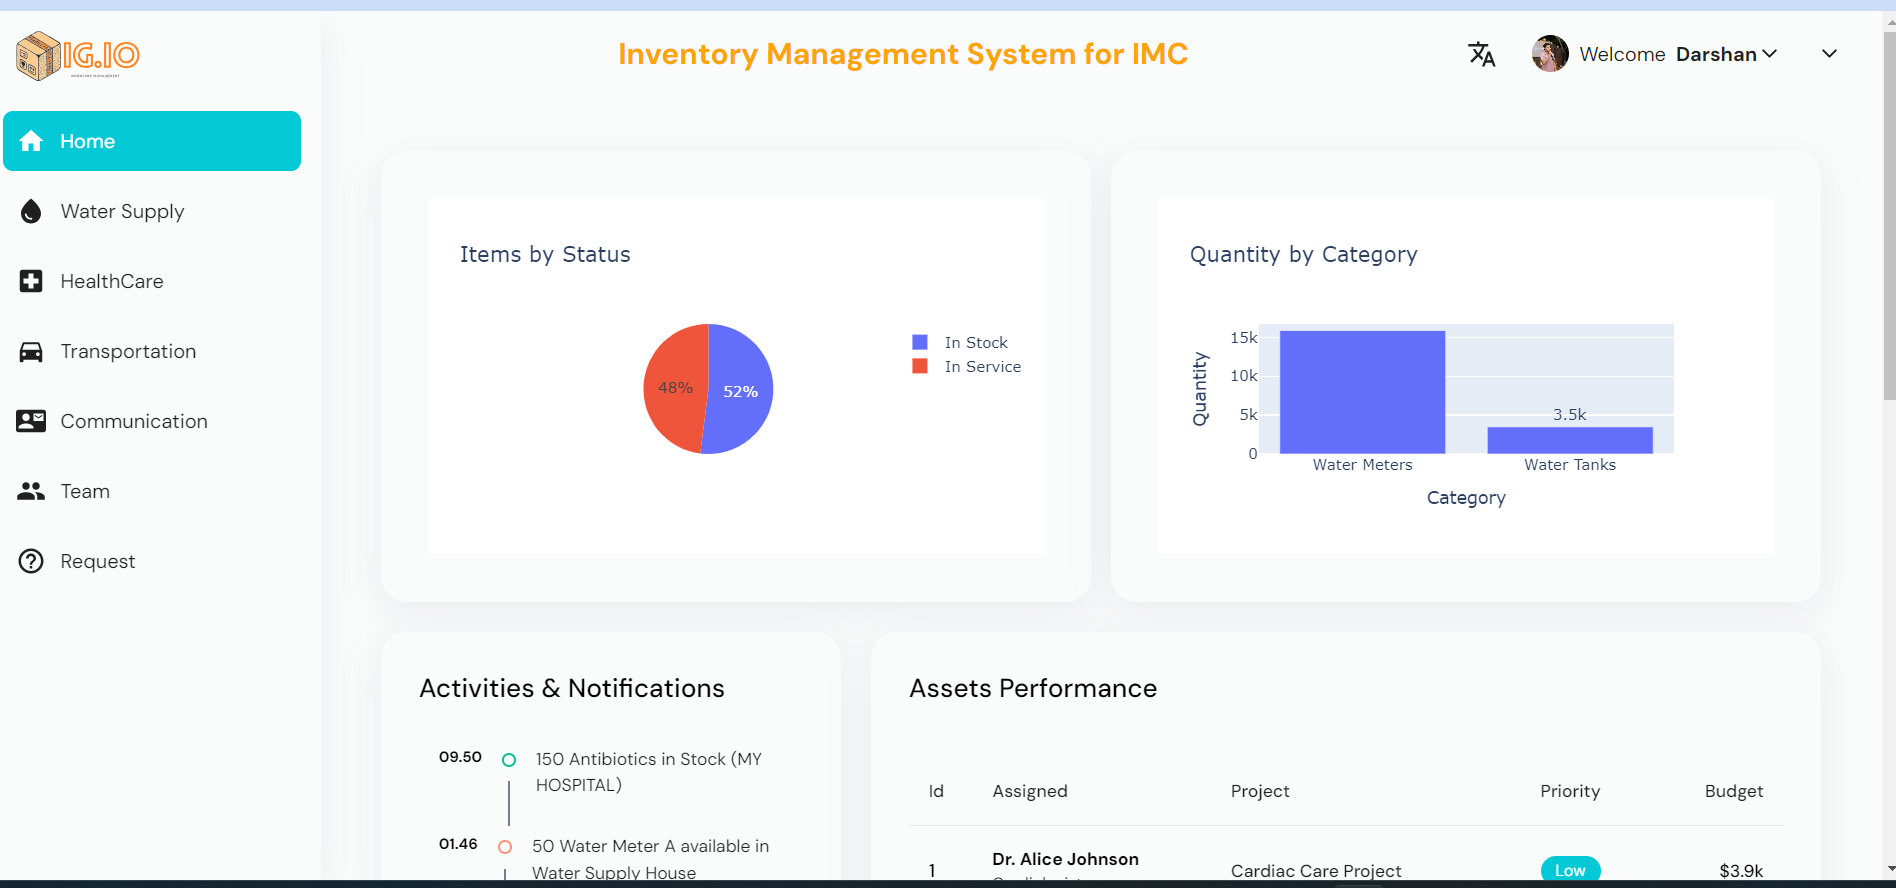 IG.IO
INVENTORY MANAGEMENT
Inventory Management System for IMC
Welcome Darshan
Home
Water Supply
HealthCare
Transportation
Communication
Team
Request
Items by Status
48%
52%
In Stock
In Service
Quantity by Category
Quantity
15k
10k
5k
0
3.5k
Water Meters
Water Tanks
Category
Activities & Notifications
09.50
150 Antibiotics in Stock (MY
HOSPITAL)
01.46
50 Water Meter A available in
Water Supply House
Assets Performance
Id Assigned Project Priority Budget
1 Dr. Alice Johnson Cardiac Care Project Low $3.9k